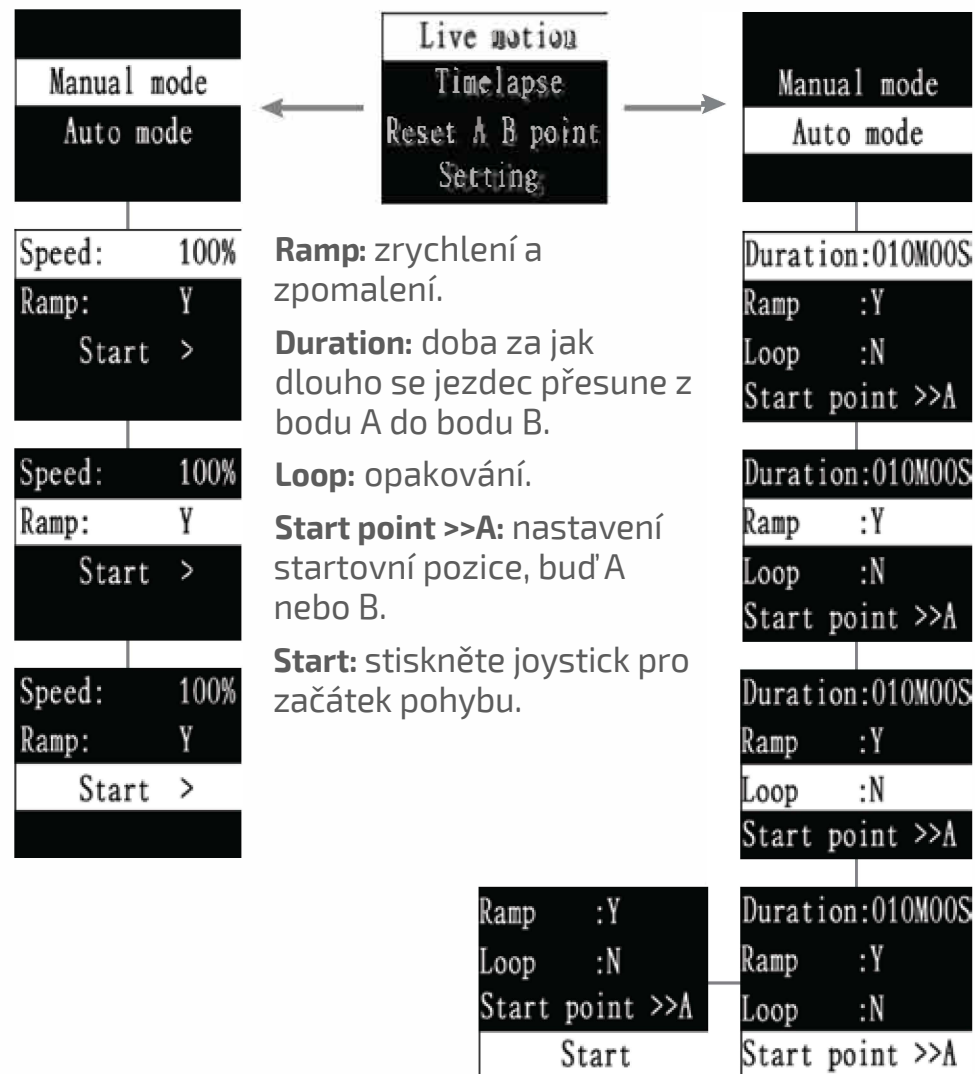 Manual mode
Auto mode
Speed: 100%
Ramp: Y
Start >
Speed: 100%
Ramp: Y
Start >
Speed: 100%
Ramp: Y
Start >
Live motion
Timelapse
Reset A B point
Setting
Ramp: zrychlení a
zpomalení.
Duration: doba za jak
dlouho se jezdec přesune z
bodu A do bodu B.
Loop: opakování.
Start point >>A: nastavení
startovní pozice, buď A
nebo B.
Start: stiskněte joystick pro
začátek pohybu.
Manual mode
Auto mode
Duration:010M00S
Ramp :Y
Loop :N
Start point >>A
Duration:010M00S
Ramp :Y
Loop :N
Start point >>A
Duration:010M00S
Ramp :Y
Loop :N
Start point >>A
Duration:010M00S
Ramp :Y
Loop :N
Start point >>A
Ramp :Y
Loop :N
Start point >>A
Start